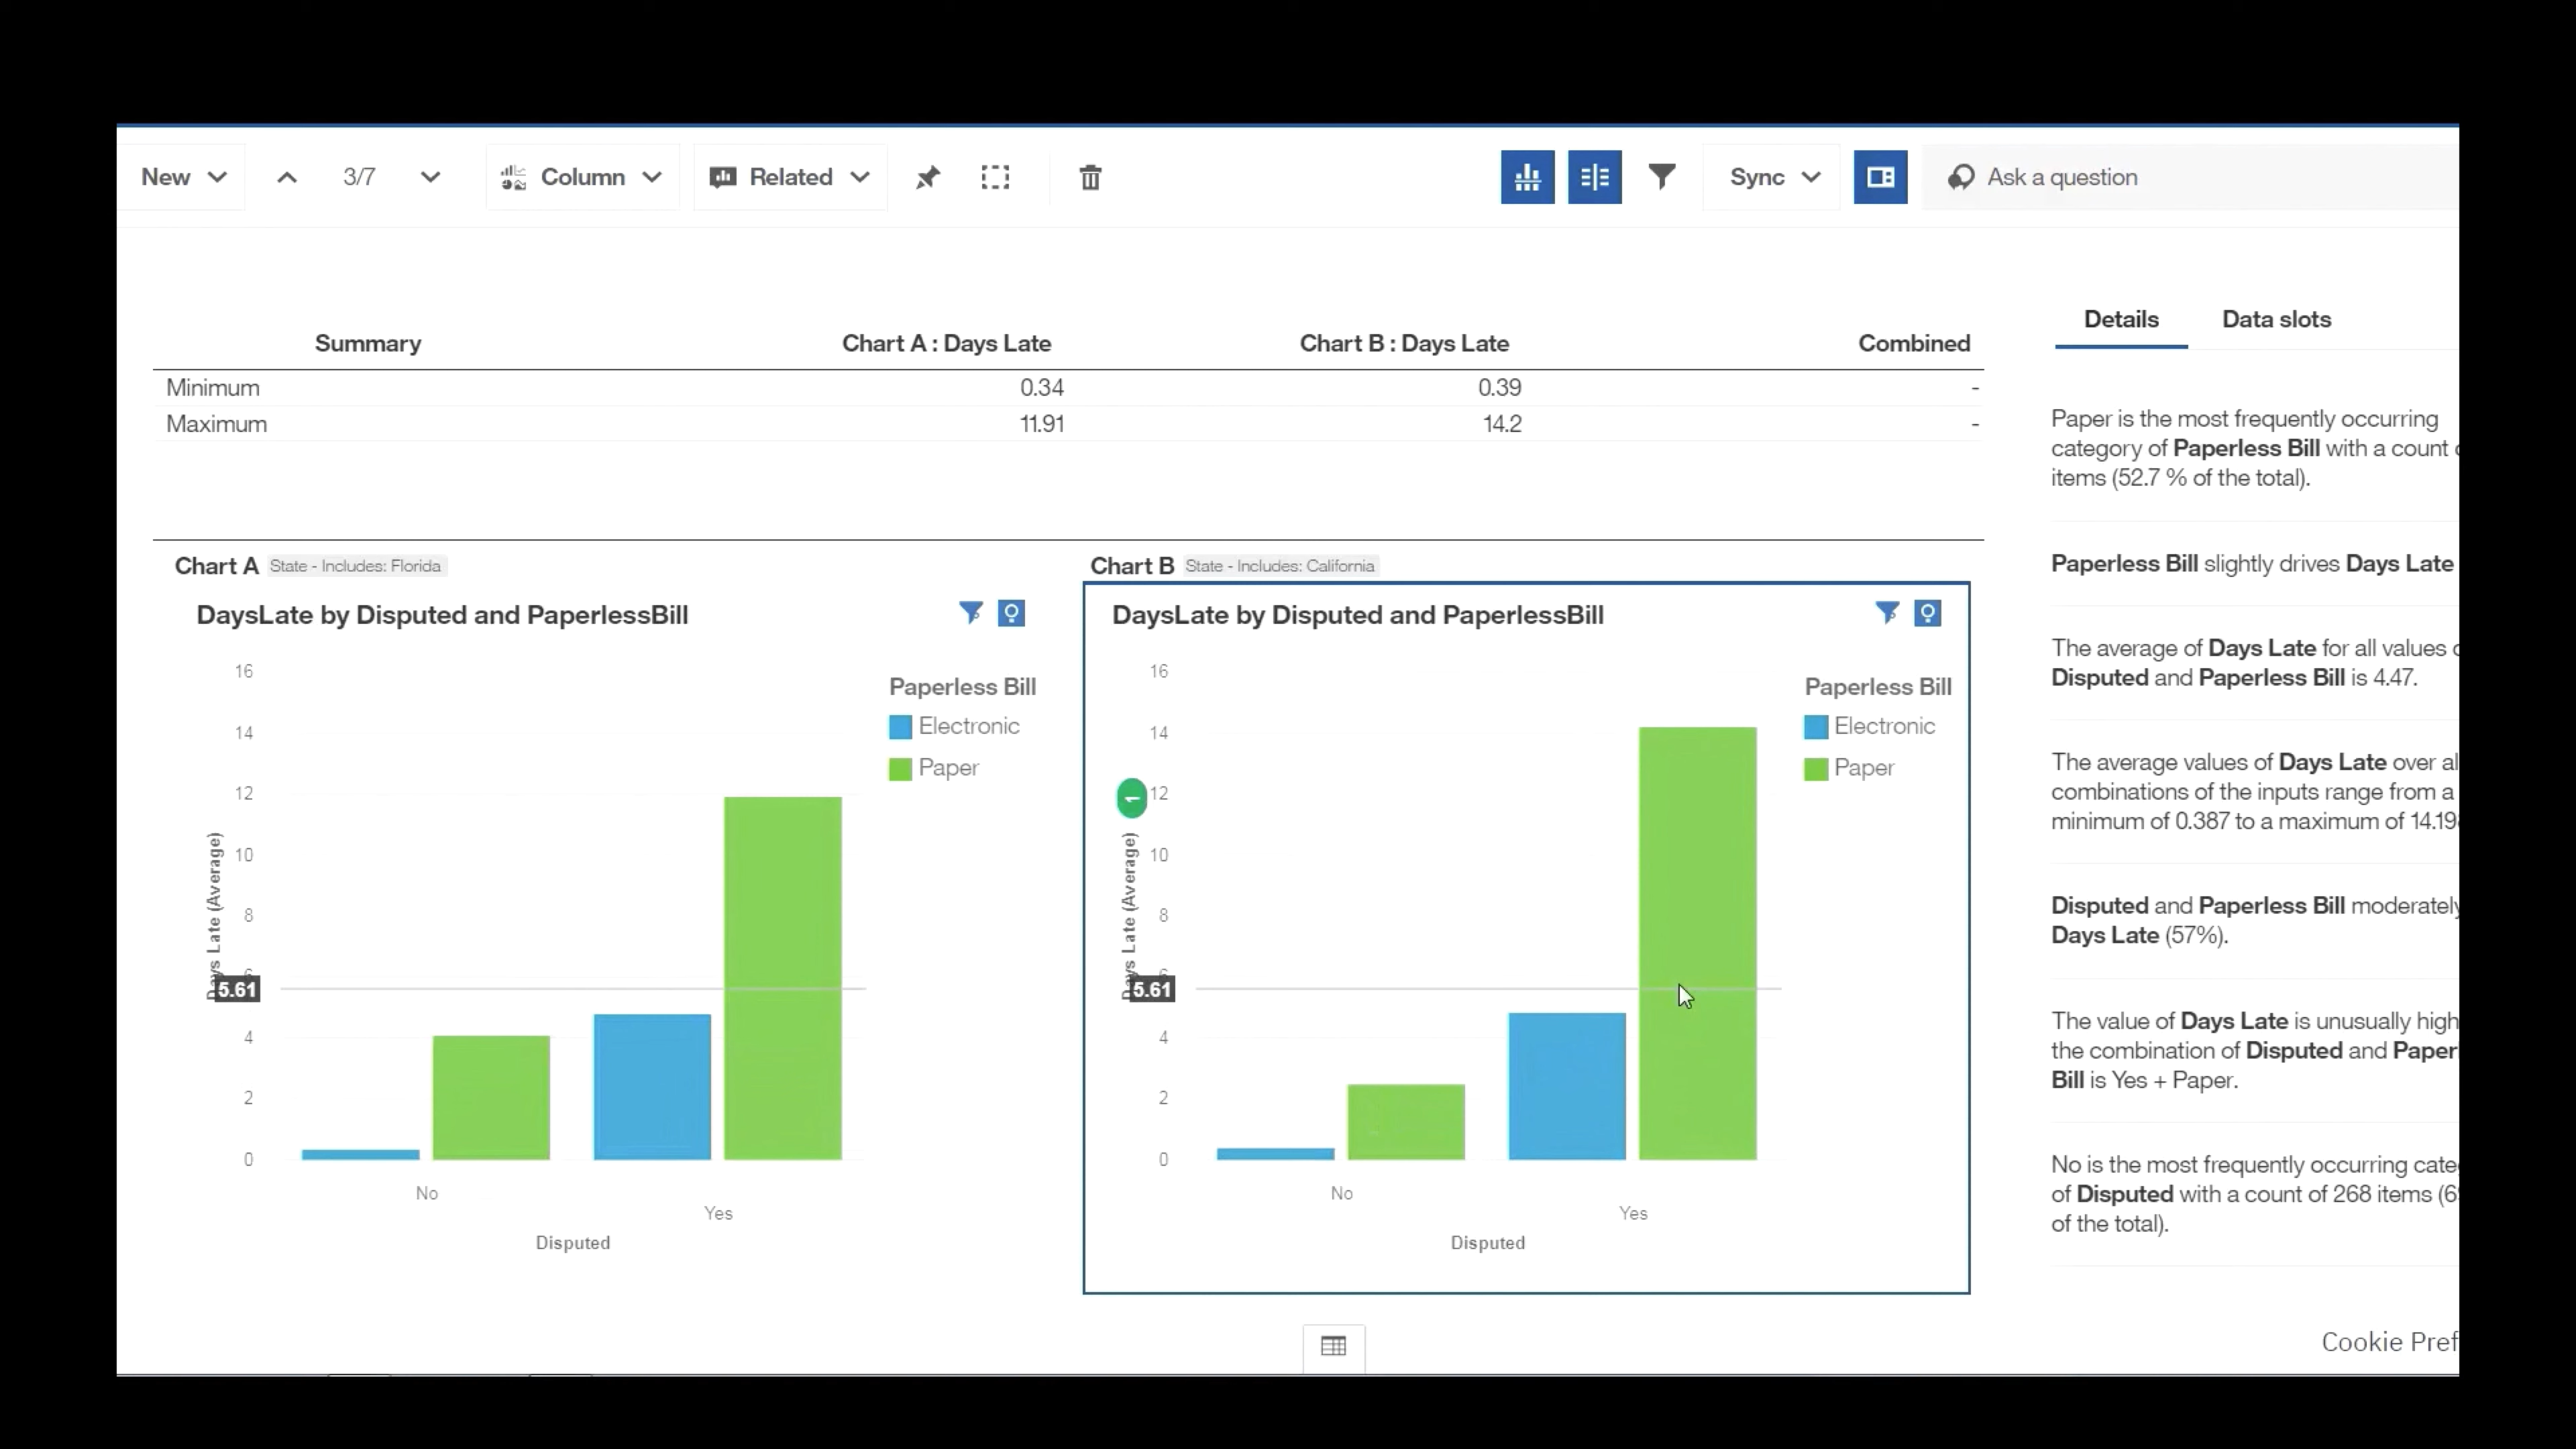 New
3/7
Column
Related
Sync
Ask a question
Summary Chart A : Days Late Chart B : Days Late Combined
Minimum 0.34 0.39 -
Maximum 11.91 14.2 -
Chart A State - Includes: Florida
DaysLate by Disputed and PaperlessBill
Paperless Bill
Electronic
Paper
16
14
12
10
8
5.61
4
2
0
Days Late (Average)
No
Yes
Disputed
Chart B State - Includes: California
DaysLate by Disputed and PaperlessBill
Paperless Bill
Electronic
Paper
1
16
14
12
10
8
5.61
4
2
0
Days Late (Average)
No
Yes
Disputed
Details Data slots
Paper is the most frequently occurring
category of Paperless Bill with a count
items (52.7 % of the total).
Paperless Bill slightly drives Days Late
The average of Days Late for all values
Disputed and Paperless Bill is 4.47.
The average values of Days Late over al
combinations of the inputs range from a
minimum of 0.387 to a maximum of 14.19
Disputed and Paperless Bill moderately
Days Late (57%).
The value of Days Late is unusually high
the combination of Disputed and Paper
Bill is Yes + Paper.
No is the most frequently occurring cate
of Disputed with a count of 268 items (6
of the total).
Cookie Pref